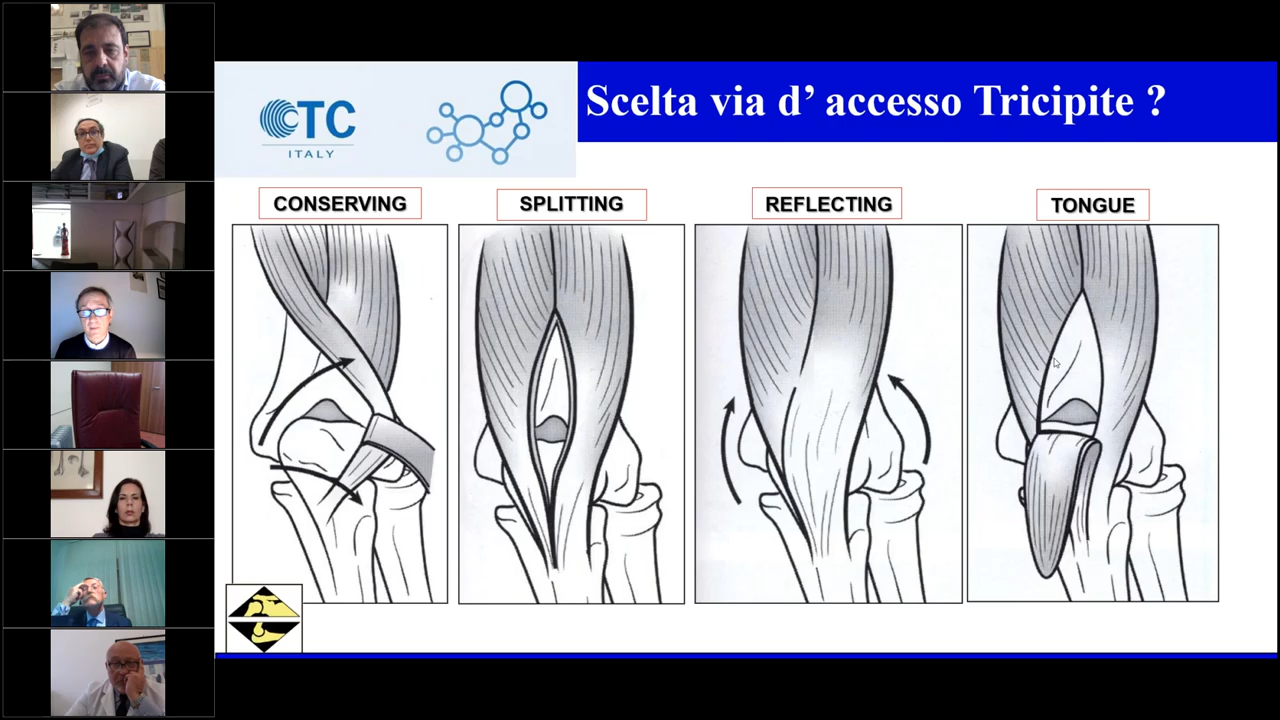 CTC
ITALY
Scelta via d’ accesso Tricipite ?
CONSERVING
SPLITTING
REFLECTING
TONGUE